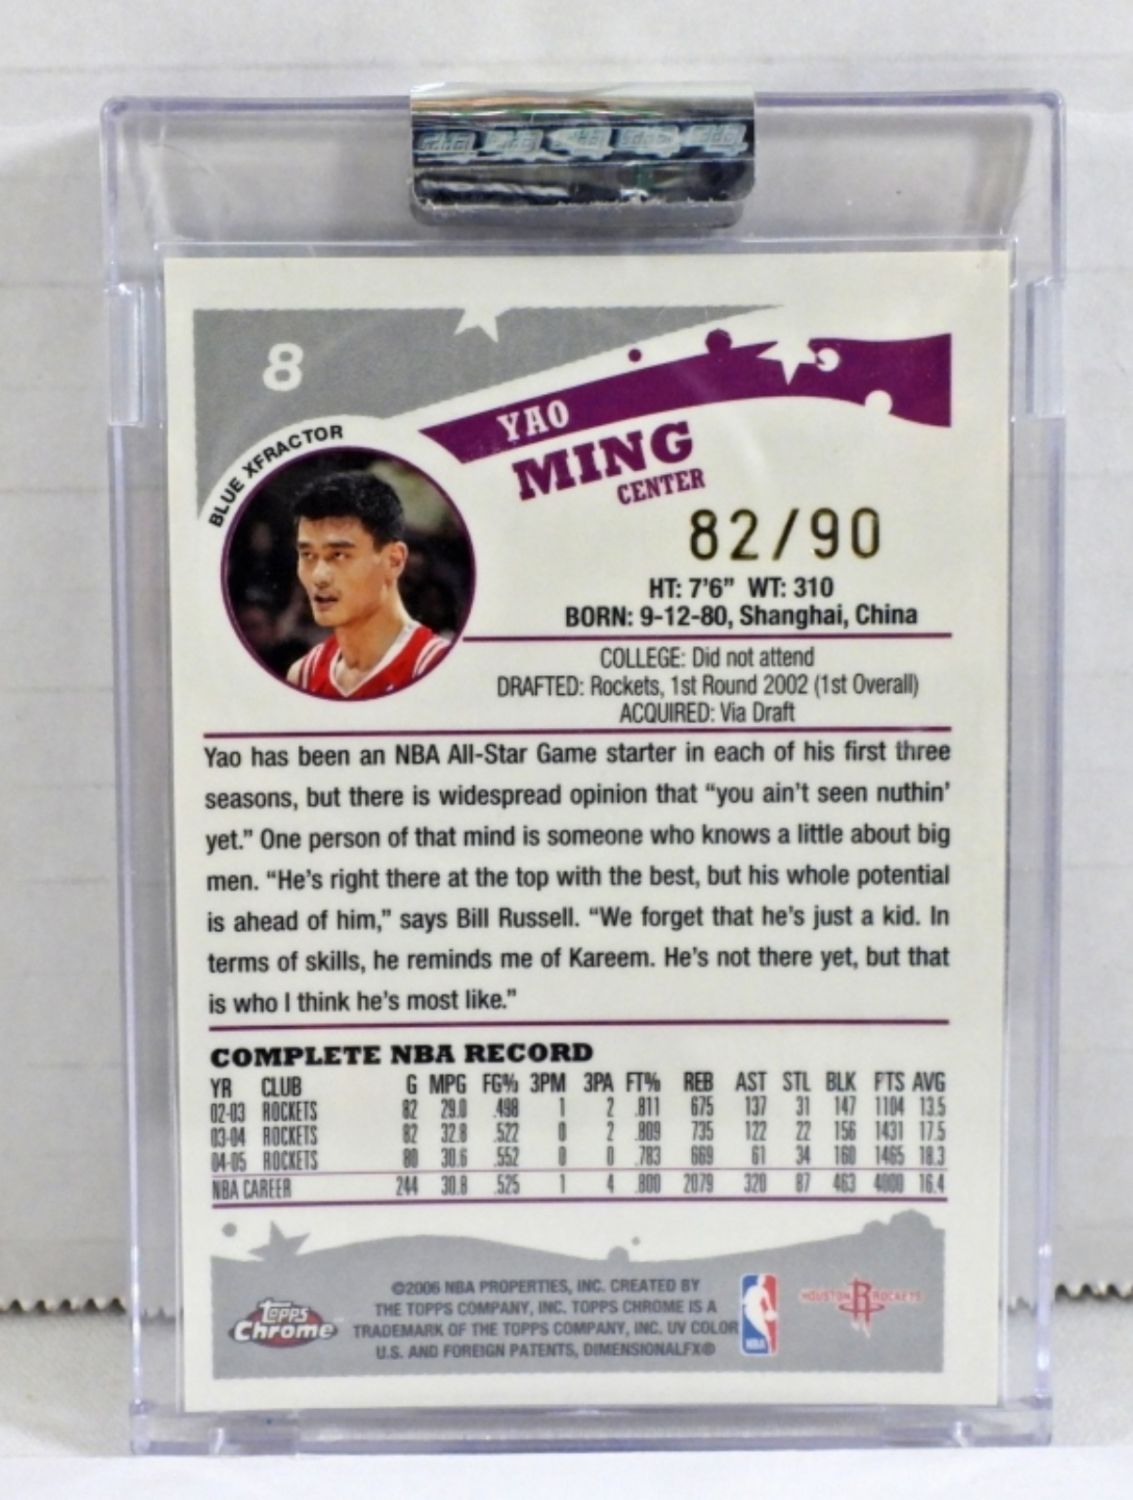 8
BLUE XFRACTOR
YAO
MING
CENTER
82/90
HT: 7'6” WT: 310
BORN: 9-12-80, Shanghai, China
COLLEGE: Did not attend
DRAFTED: Rockets, 1st Round 2002 (1st Overall)
ACQUIRED: Via Draft
Yao has been an NBA All-Star Game starter in each of his first three
seasons, but there is widespread opinion that “you ain't seen nuthin'
yet.” One person of that mind is someone who knows a little about big
men. “He's right there at the top with the best, but his whole potential
is ahead of him,” says Bill Russell. “We forget that he's just a kid. In
terms of skills, he reminds me of Kareem. He's not there yet, but that
is who I think he's most like.”
COMPLETE NBA RECORD
YR CLUB G MPG FG% 3PM 3PA FT% REB AST STL BLK PTS AVG
02-03 ROCKETS 82 29.0 .498 1 2 .811 675 137 31 147 1104 13.5
03-04 ROCKETS 82 32.8 .522 0 2 .809 735 122 22 156 1431 17.5
04-05 ROCKETS 80 30.6 .552 0 0 .783 669 61 34 160 1465 18.3
NBA CAREER 244 30.8 .525 1 4 .800 2079 320 87 463 4000 16.4
©2006 NBA PROPERTIES, INC. CREATED BY
THE TOPPS COMPANY, INC. TOPPS CHROME IS A
TRADEMARK OF THE TOPPS COMPANY, INC. UV COLOR
U.S. AND FOREIGN PATENTS, DIMENSIONALFX®
Topps
Chrome
NBA
HOUSTON R ROCKETS